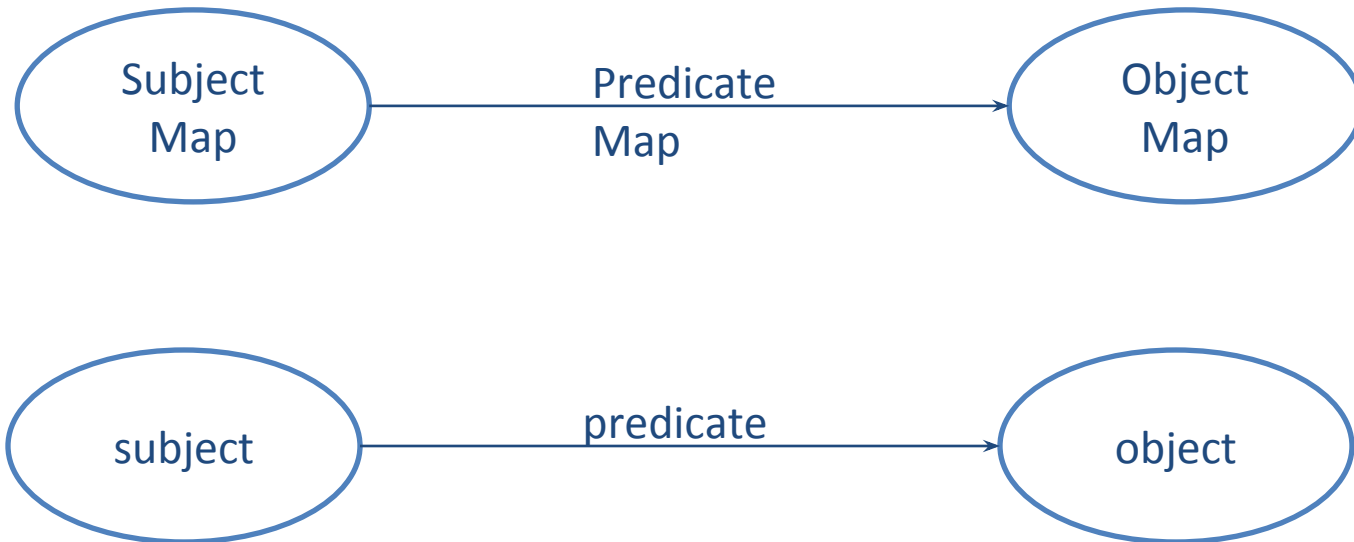 Subject
Map
Predicate
Map
Object
Map
subject
predicate
object